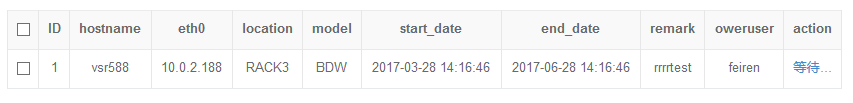 ID hostname eth0 location model start_date end_date remark oweruser action
1 vsr588 10.0.2.188 RACK3 BDW 2017-03-28 14:16:46 2017-06-28 14:16:46 rrrrtest feiren 等待...